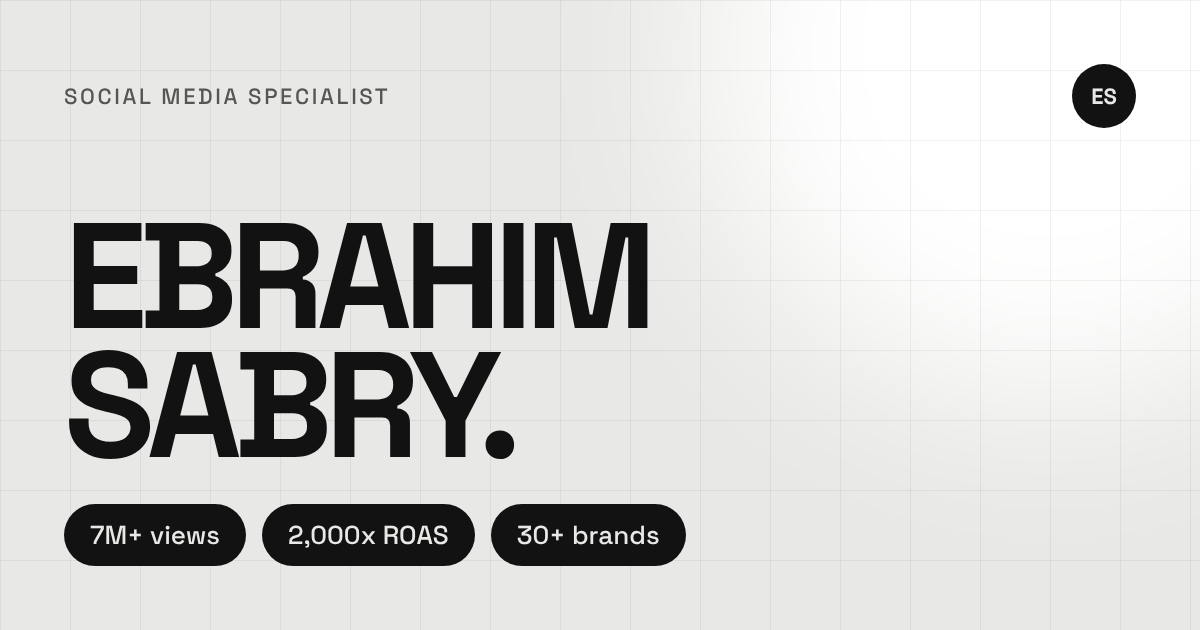 SOCIAL MEDIA SPECIALIST
ES
EBRAHIM
SABRY.
7M+ views
2,000x ROAS
30+ brands